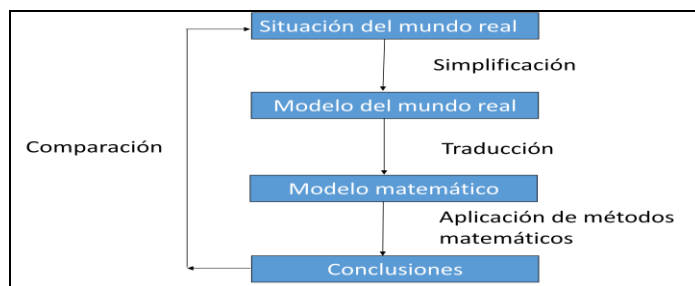 Situación del mundo real
Simplificación
Modelo del mundo real
Comparación
Traducción
Modelo matemático
Aplicación de métodos
matemáticos
Conclusiones